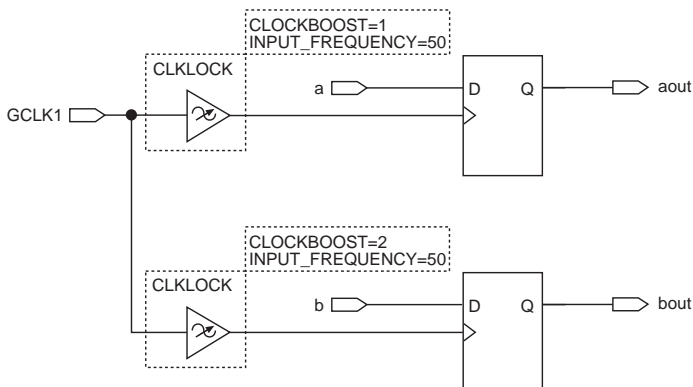 CLOCKBOOST=1
INPUT_FREQUENCY=50
CLKLOCK
a
D
Q
aout
GCLK1
CLOCKBOOST=2
INPUT_FREQUENCY=50
CLKLOCK
b
D
Q
bout